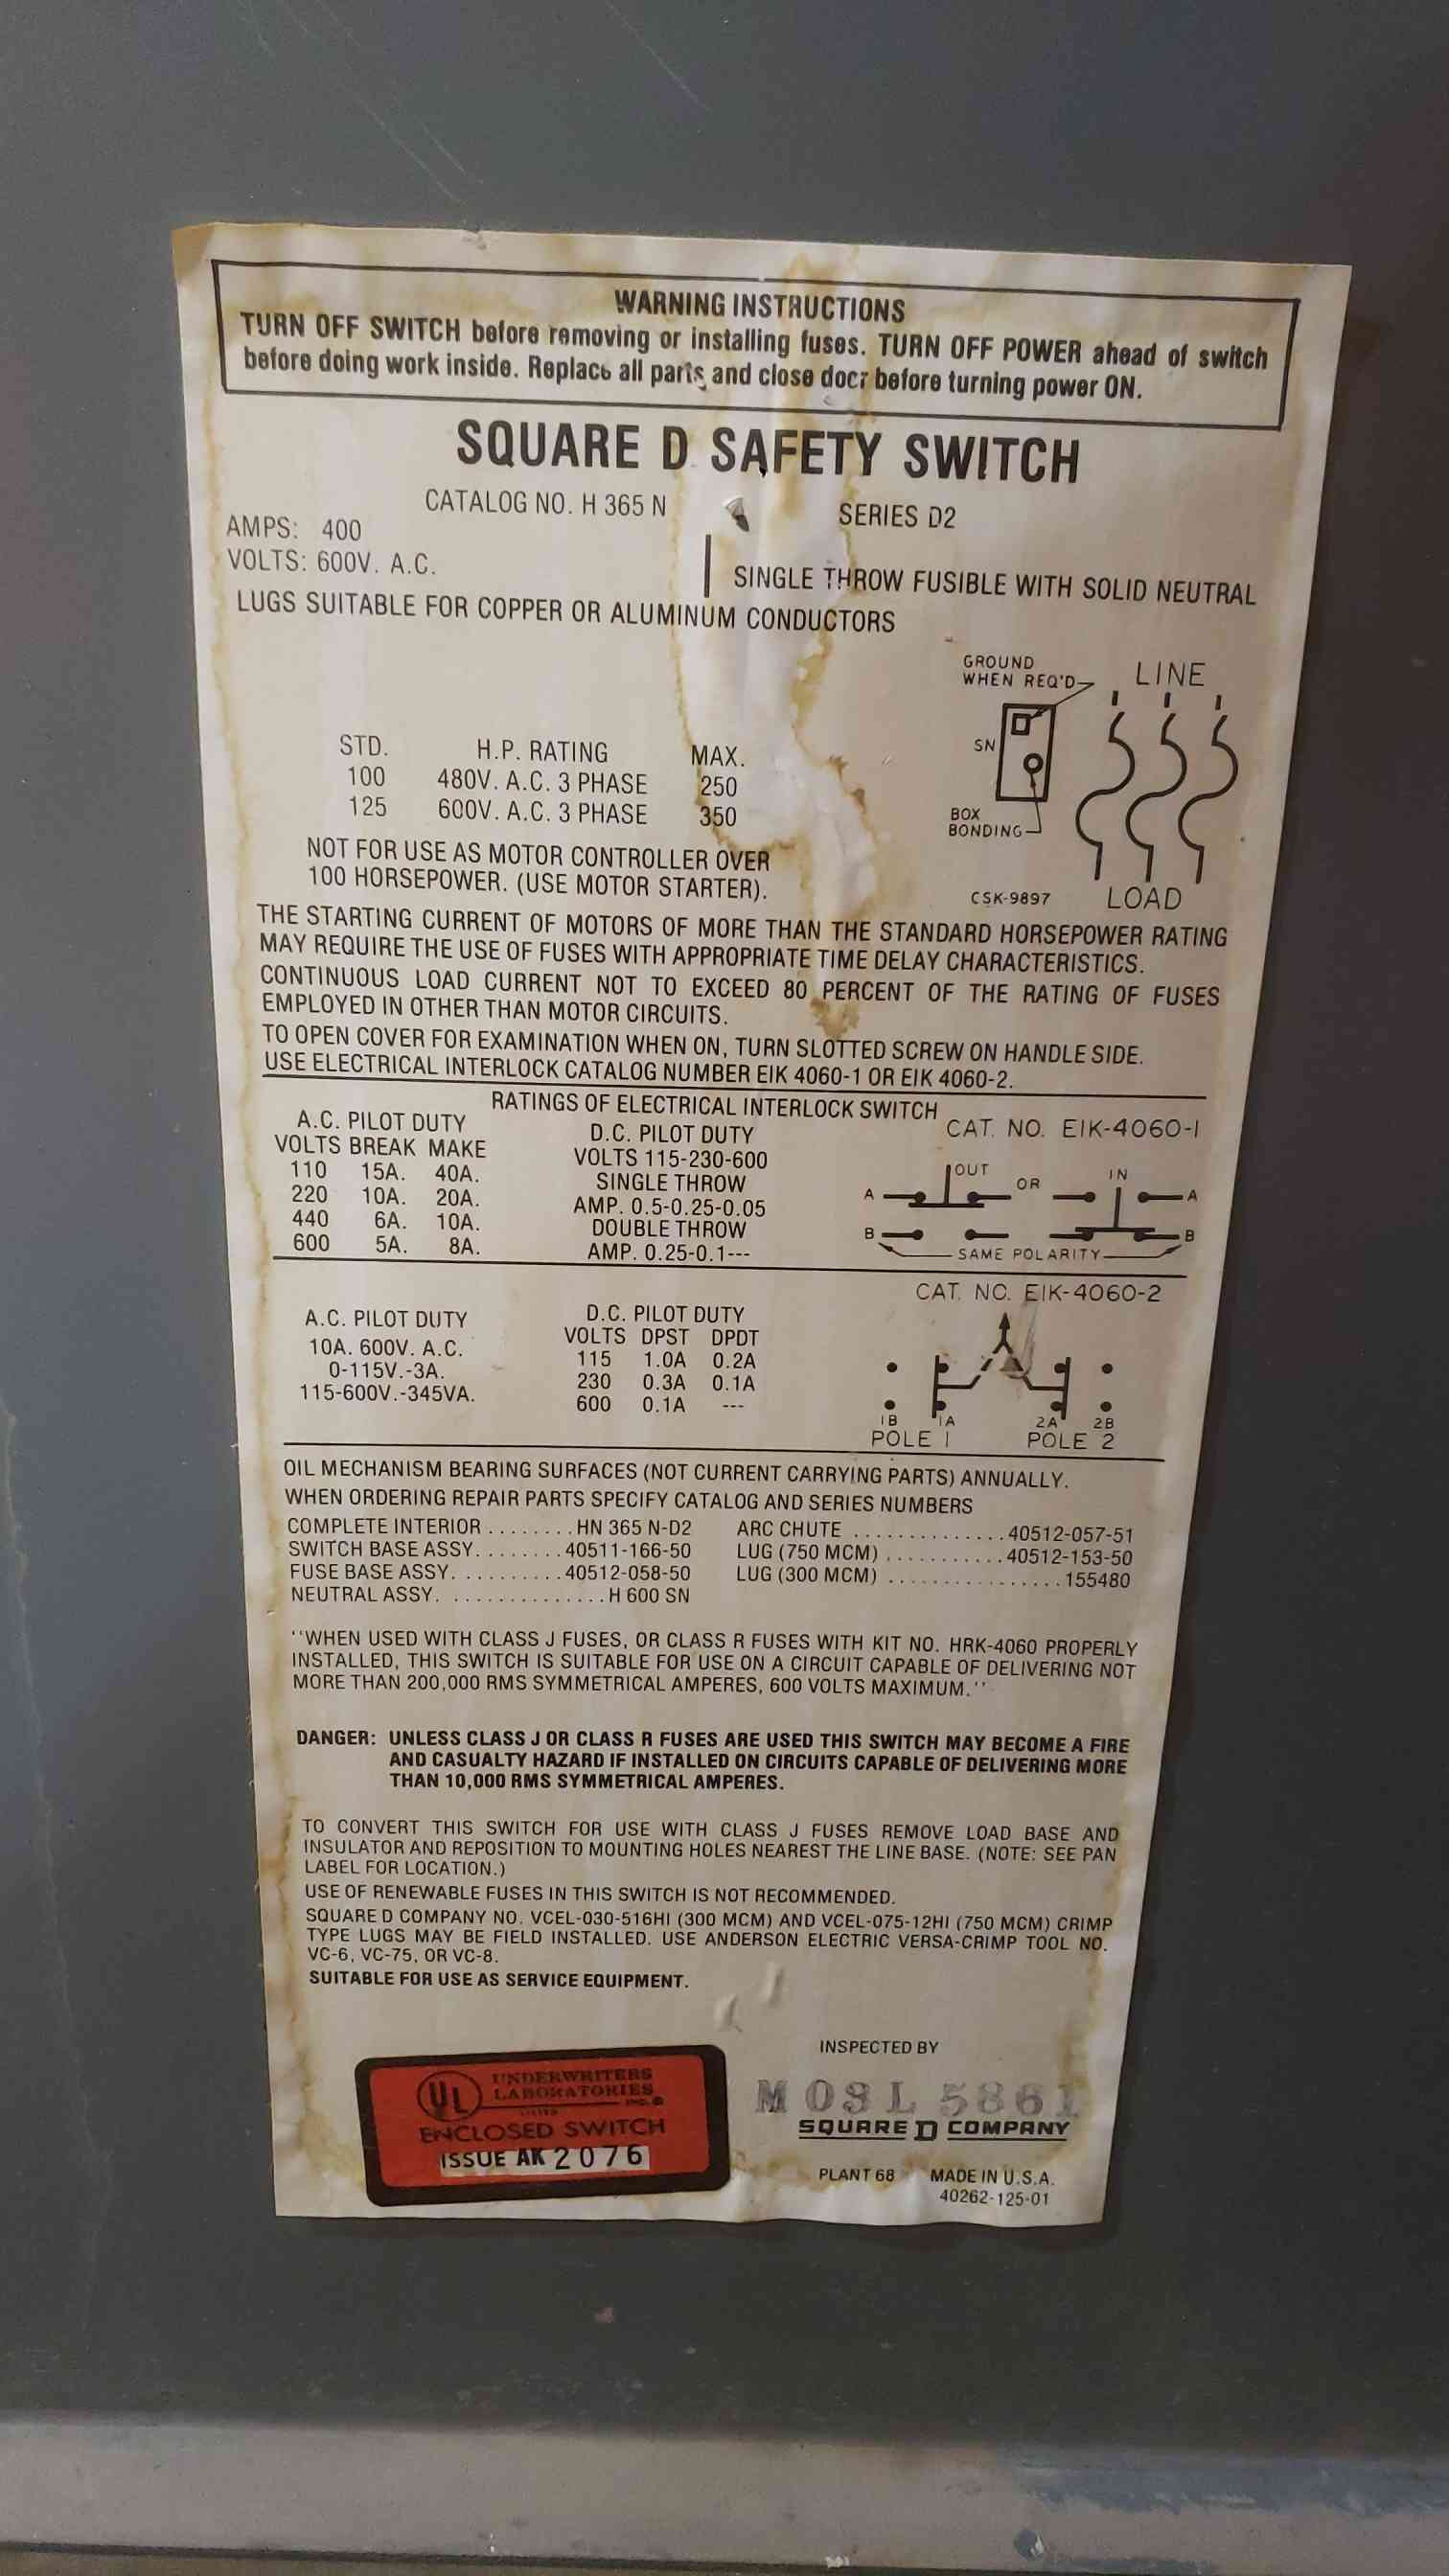 WARNING INSTRUCTIONS
TURN OFF SWITCH before removing or installing fuses. TURN OFF POWER ahead of switch
before doing work inside. Replace all parts and close door before turning power ON.
SQUARE D SAFETY SWITCH
CATALOG NO. H 365 N
SERIES D2
AMPS: 400
VOLTS: 600V. A.C.
SINGLE THROW FUSIBLE WITH SOLID NEUTRAL
LUGS SUITABLE FOR COPPER OR ALUMINUM CONDUCTORS
GROUND
WHEN REQ'D
LINE
SN
BOX
BONDING
CSK-9897
LOAD
STD. H.P. RATING MAX.
100 480V. A.C. 3 PHASE 250
125 600V. A.C. 3 PHASE 350
NOT FOR USE AS MOTOR CONTROLLER OVER
100 HORSEPOWER. (USE MOTOR STARTER).
THE STARTING CURRENT OF MOTORS OF MORE THAN THE STANDARD HORSEPOWER RATING
MAY REQUIRE THE USE OF FUSES WITH APPROPRIATE TIME DELAY CHARACTERISTICS.
CONTINUOUS LOAD CURRENT NOT TO EXCEED 80 PERCENT OF THE RATING OF FUSES
EMPLOYED IN OTHER THAN MOTOR CIRCUITS.
TO OPEN COVER FOR EXAMINATION WHEN ON, TURN SLOTTED SCREW ON HANDLE SIDE.
USE ELECTRICAL INTERLOCK CATALOG NUMBER EIK 4060-1 OR EIK 4060-2.
RATINGS OF ELECTRICAL INTERLOCK SWITCH
A.C. PILOT DUTY
VOLTS BREAK MAKE
110 15A. 40A.
220 10A. 20A.
440 6A. 10A.
600 5A. 8A.
D.C. PILOT DUTY
VOLTS 115-230-600
SINGLE THROW
AMP. 0.5-0.25-0.05
DOUBLE THROW
AMP. 0.25-0.1---
CAT. NO. EIK-4060-1
OUT OR IN
A A
B B
SAME POLARITY
A.C. PILOT DUTY
10A. 600V. A.C.
0-115V.-3A.
115-600V.-345VA.
D.C. PILOT DUTY
VOLTS DPST DPDT
115 1.0A 0.2A
230 0.3A 0.1A
600 0.1A ---
CAT. NO. EIK-4060-2
1B 1A 2A 2B
POLE 1 POLE 2
OIL MECHANISM BEARING SURFACES (NOT CURRENT CARRYING PARTS) ANNUALLY.
WHEN ORDERING REPAIR PARTS SPECIFY CATALOG AND SERIES NUMBERS
COMPLETE INTERIOR ........ HN 365 N-D2
SWITCH BASE ASSY. ....... 40511-166-50
FUSE BASE ASSY. ......... 40512-058-50
NEUTRAL ASSY. .............. H 600 SN
ARC CHUTE .............. 40512-057-51
LUG (750 MCM) ........... 40512-153-50
LUG (300 MCM) ................ 155480
''WHEN USED WITH CLASS J FUSES, OR CLASS R FUSES WITH KIT NO. HRK-4060 PROPERLY
INSTALLED, THIS SWITCH IS SUITABLE FOR USE ON A CIRCUIT CAPABLE OF DELIVERING NOT
MORE THAN 200,000 RMS SYMMETRICAL AMPERES, 600 VOLTS MAXIMUM.''
DANGER: UNLESS CLASS J OR CLASS R FUSES ARE USED THIS SWITCH MAY BECOME A FIRE
AND CASUALTY HAZARD IF INSTALLED ON CIRCUITS CAPABLE OF DELIVERING MORE
THAN 10,000 RMS SYMMETRICAL AMPERES.
TO CONVERT THIS SWITCH FOR USE WITH CLASS J FUSES REMOVE LOAD BASE AND
INSULATOR AND REPOSITION TO MOUNTING HOLES NEAREST THE LINE BASE. (NOTE: SEE PAN
LABEL FOR LOCATION.)
USE OF RENEWABLE FUSES IN THIS SWITCH IS NOT RECOMMENDED.
SQUARE D COMPANY NO. VCEL-030-516HI (300 MCM) AND VCEL-075-12HI (750 MCM) CRIMP
TYPE LUGS MAY BE FIELD INSTALLED. USE ANDERSON ELECTRIC VERSA-CRIMP TOOL NO.
VC-6, VC-75, OR VC-8.
SUITABLE FOR USE AS SERVICE EQUIPMENT.
UL UNDERWRITERS
LABORATORIES
INC. ®
LISTED
ENCLOSED SWITCH
ISSUE AK 2076
INSPECTED BY
SQUARE D COMPANY
PLANT 68 MADE IN U.S.A.
40262-125-01